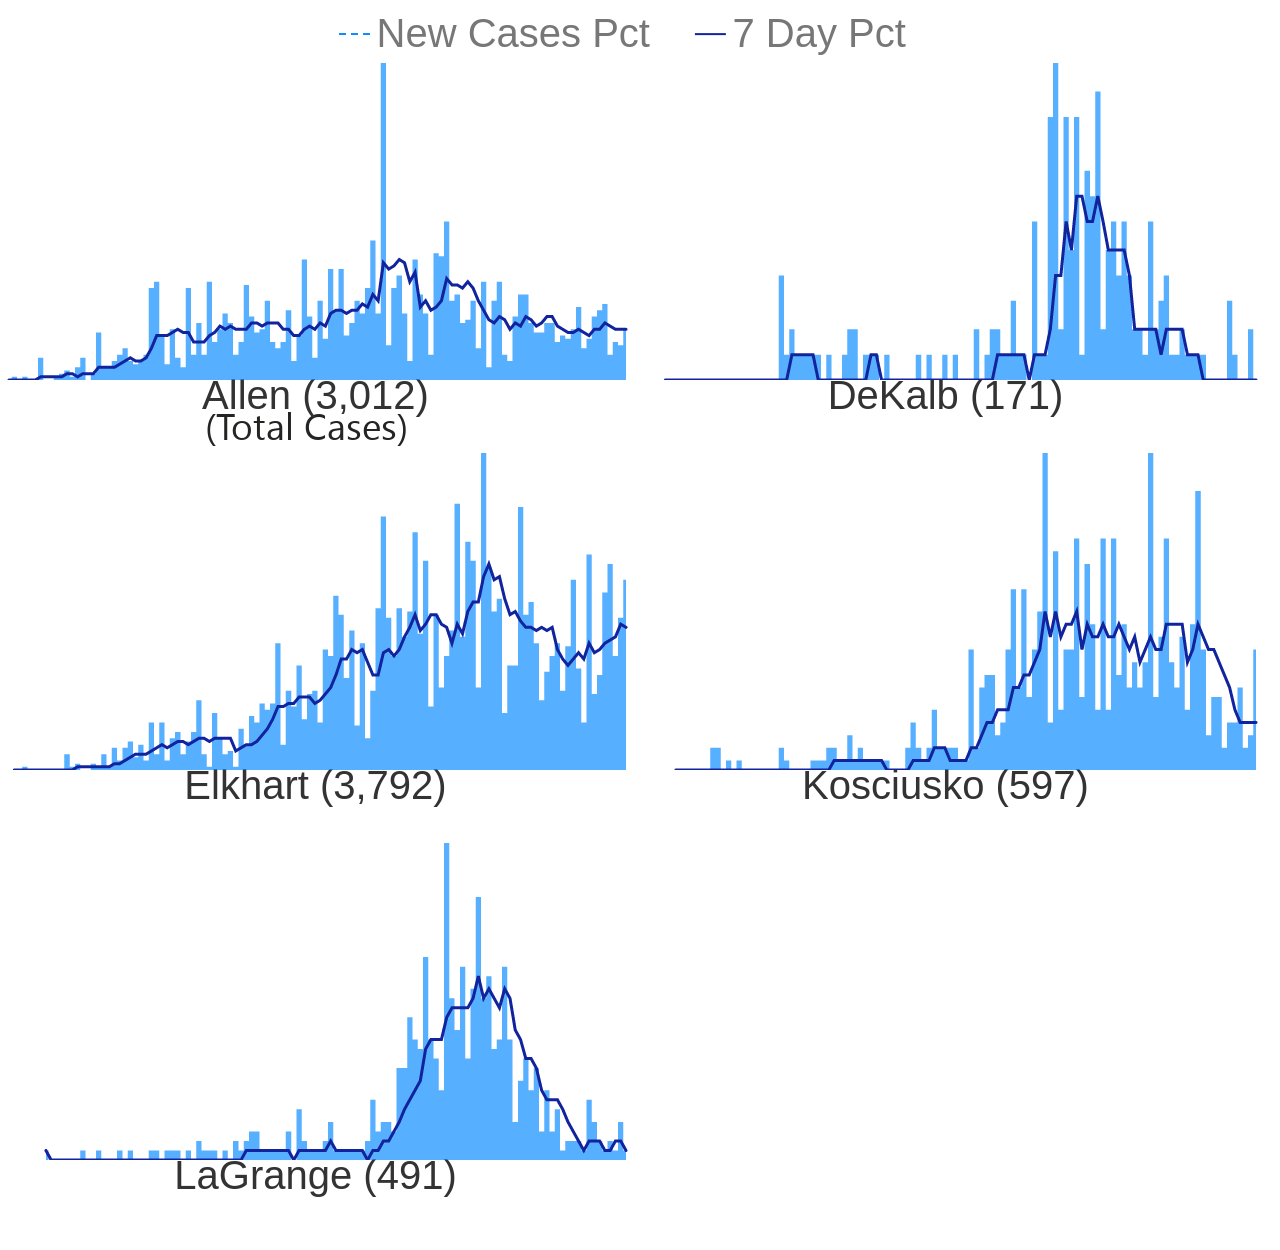 New Cases Pct 7 Day Pct
Allen (3,012) DeKalb (171)
(Total Cases)
Elkhart (3,792) Kosciusko (597)
LaGrange (491)